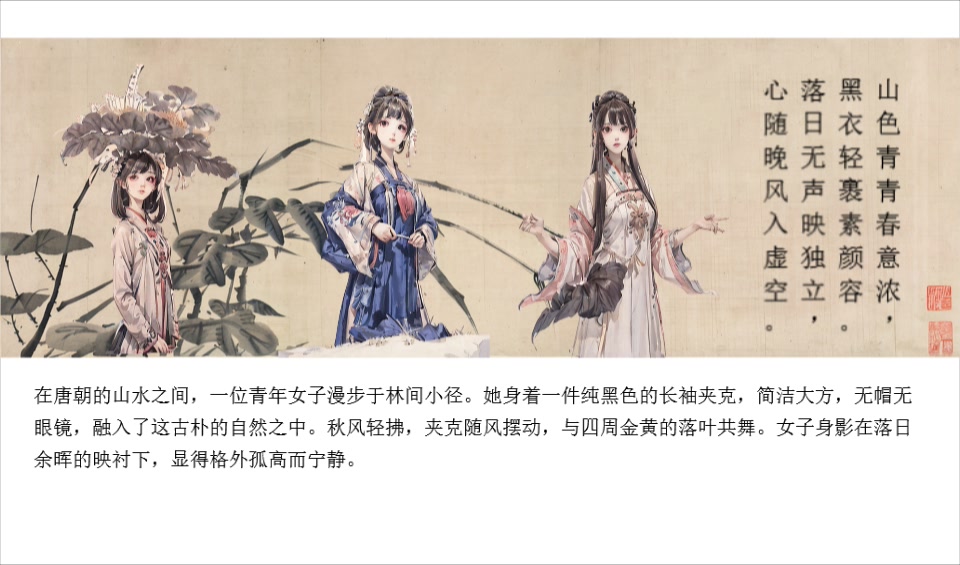 山色青青春意浓，
黑衣轻裹素颜容。
落日无声映独立，
心随晚风入虚空。
在唐朝的山水之间，一位青年女子漫步于林间小径。她身着一件纯黑色的长袖夹克，简洁大方，无帽无
眼镜，融入了这古朴的自然之中。秋风轻拂，夹克随风摆动，与四周金黄的落叶共舞。女子身影在落日
余晖的映衬下，显得格外孤高而宁静。